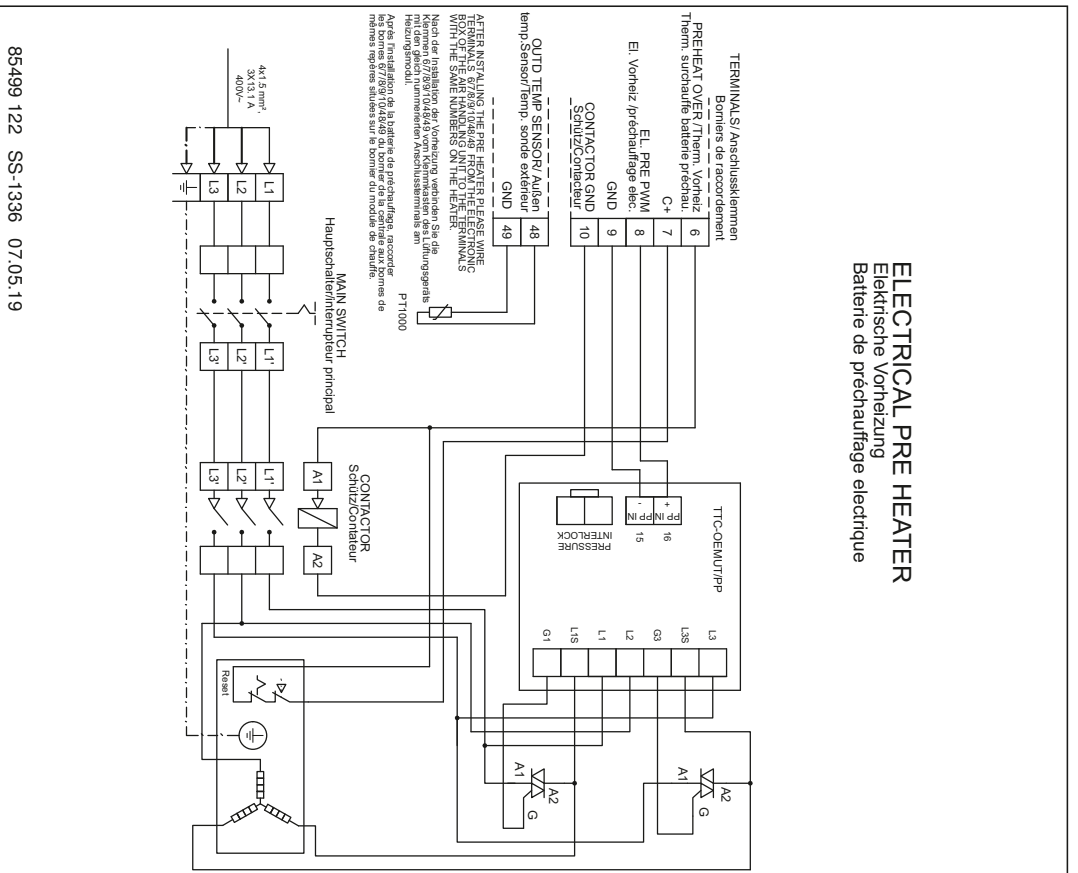 ELECTRICAL PRE HEATER
Elektrische Vorheizung
Batterie de préchauffage electrique
TERMINALS/ Anschlussklemmen
Borniers de raccordement
PREHEAT OVER /Therm. Vorheiz
Therm. surchauffe batterie préchau.
6
C+
7
EL. PRE PWM
El. Vorheiz /préchauffage elec.
8
GND
9
CONTACTOR GND
Schütz/Contacteur
10
OUTD TEMP SENSOR/ Außen
temp.Sensor/Temp. sonde extérieur
48
GND
49
PT1000
AFTER INSTALLING THE PRE HEATER PLEASE WIRE
TERMINALS 6/7/8/9/10/48/49 FROM THE ELECTRONIC
BOX OF THE AIR HANDLING UNIT TO THE TERMINALS
WITH THE SAME NUMBERS ON THE HEATER.
Nach der Installation der Vorheizung verbinden Sie die
Klemmen 6/7/8/9/10/48/49 vom Klemmkasten des Lüftungsgeräts
mit den gleich nummerierten Anschlussterminals am
Heizungsmodul.
Après l'installation de la batterie de préchauffage, raccorder
les bornes 6/7/8/9/10/48/49 du bornier de la centrale aux bornes de
mêmes repères situées sur le bornier du module de chauffe.
TTC-OEMUT/PP
+
PP IN
16
-
PP IN
15
PRESSURE
INTERLOCK
L3
L3S
G3
L2
L1
L1S
G1
A2
A1
G
A2
A1
G
CONTACTOR
Schütz/Contateur
A1
A2
MAIN SWITCH
Hauptschalter/interrupteur principal
4x1.5 mm²,
3X13.1 A
400V~
L1
L2
L3
L1'
L2'
L3'
L1'
L2'
L3'
Reset
85499 122 SS-1336 07.05.19